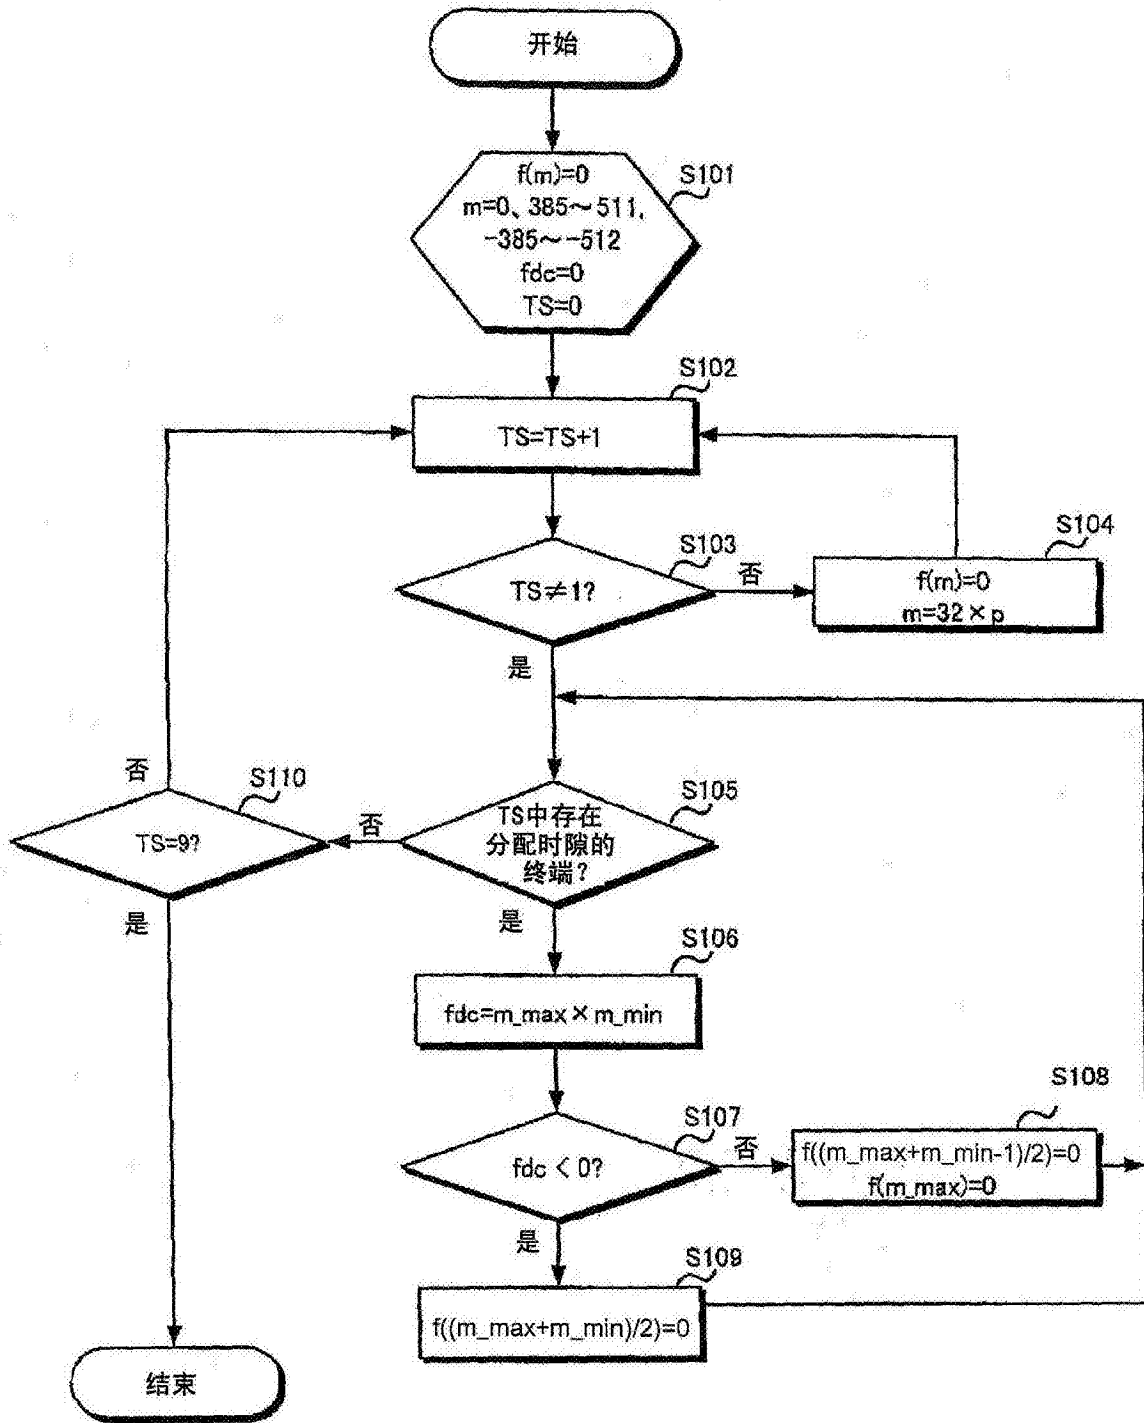 开始
S101
f(m)=0
m=0、385～511,
-385～-512
fdc=0
TS=0
S102
TS=TS+1
S103
TS≠1?
否
S104
f(m)=0
m=32×p
是
S105
TS中存在
分配时隙的
终端?
否
S110
TS=9?
否
是
是
S106
fdc=m_max×m_min
S107
fdc < 0?
否
S108
f((m_max+m_min-1)/2)=0
f(m_max)=0
是
S109
f((m_max+m_min)/2)=0
结束